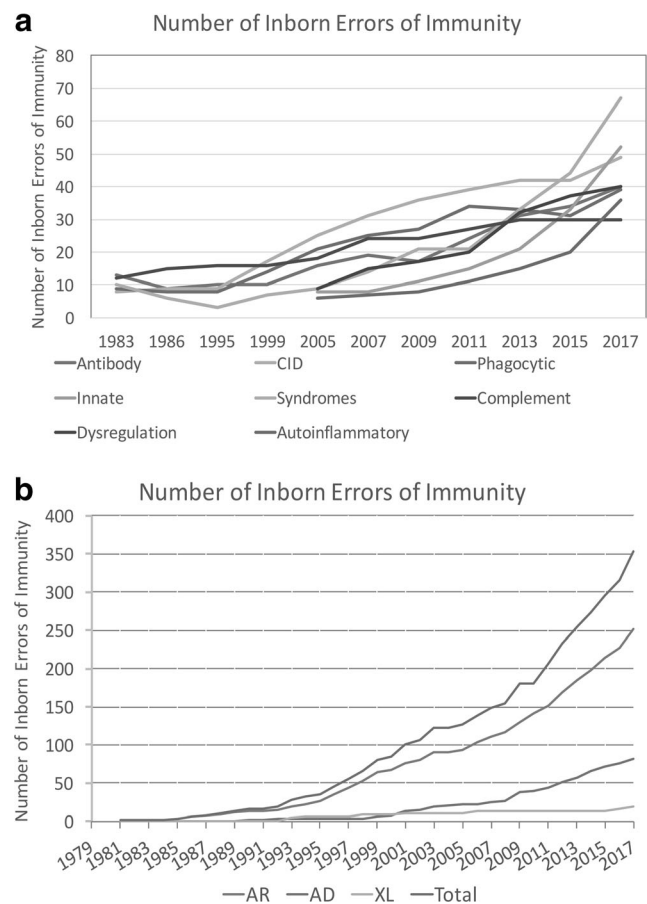 a
Number of Inborn Errors of Immunity
Number of Inborn Errors of Immunity
80
70
60
50
40
30
20
10
0
1983 1986 1995 1999 2005 2007 2009 2011 2013 2015 2017
Antibody CID Phagocytic
Innate Syndromes Complement
Dysregulation Autoinflammatory
b
Number of Inborn Errors of Immunity
Number of Inborn Errors of Immunity
400
350
300
250
200
150
100
50
0
1979 1981 1983 1985 1987 1989 1991 1993 1995 1997 1999 2001 2003 2005 2007 2009 2011 2013 2015 2017
AR AD XL Total